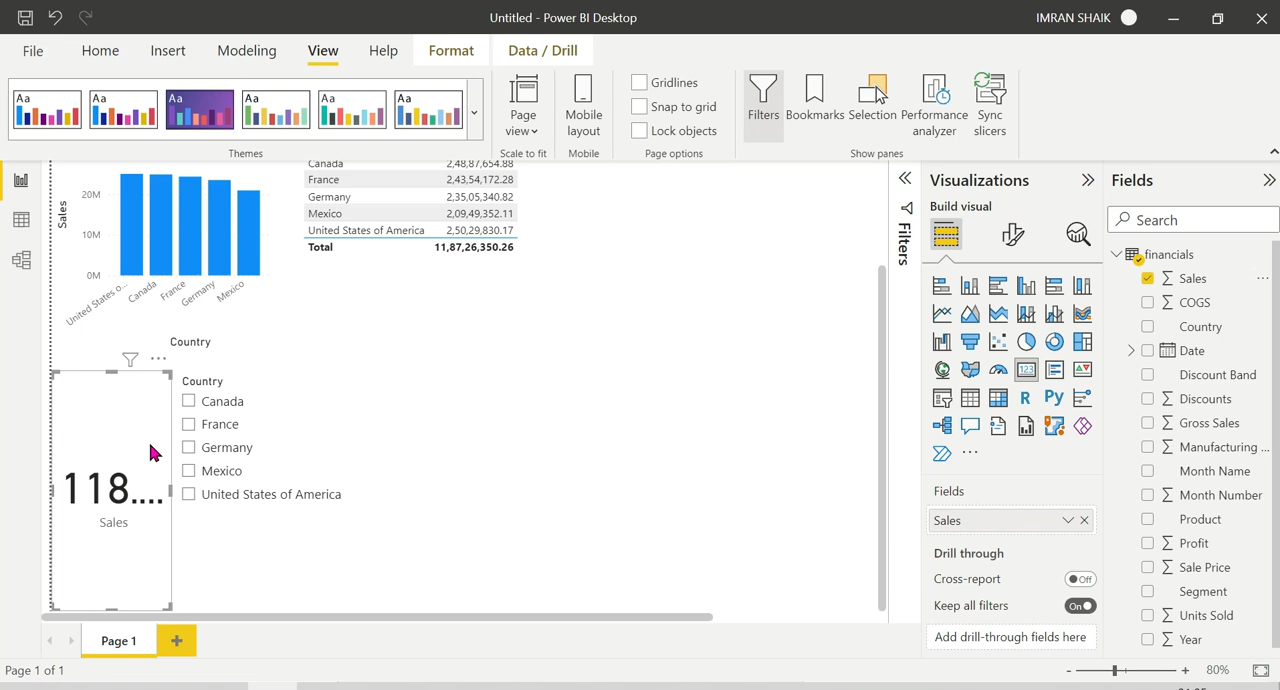 Untitled - Power BI Desktop
IMRAN SHAIK
File
Home
Insert
Modeling
View
Help
Format
Data / Drill
Aa
Aa
Aa
Aa
Aa
Aa
Themes
Page
view
Scale to fit
Mobile
layout
Mobile
Gridlines
Snap to grid
Lock objects
Page options
Filters
Bookmarks
Selection
Performance
analyzer
Sync
slicers
Show panes
Sales
20M
10M
0M
United States o...
Canada
France
Germany
Mexico
Country
Canada 2,48,87,654.88
France 2,43,54,172.28
Germany 2,35,05,340.82
Mexico 2,09,49,352.11
United States of America 2,50,29,830.17
Total 11,87,26,350.26
118....
Sales
Country
Canada
France
Germany
Mexico
United States of America
Filters
Visualizations
Build visual
123
R
Py
Fields
Sales
Drill through
Cross-report
Off
Keep all filters
On
Add drill-through fields here
Fields
Search
financials
Sales
COGS
Country
Date
Discount Band
Discounts
Gross Sales
Manufacturing ...
Month Name
Month Number
Product
Profit
Sale Price
Segment
Units Sold
Year
Page 1
Page 1 of 1
80%